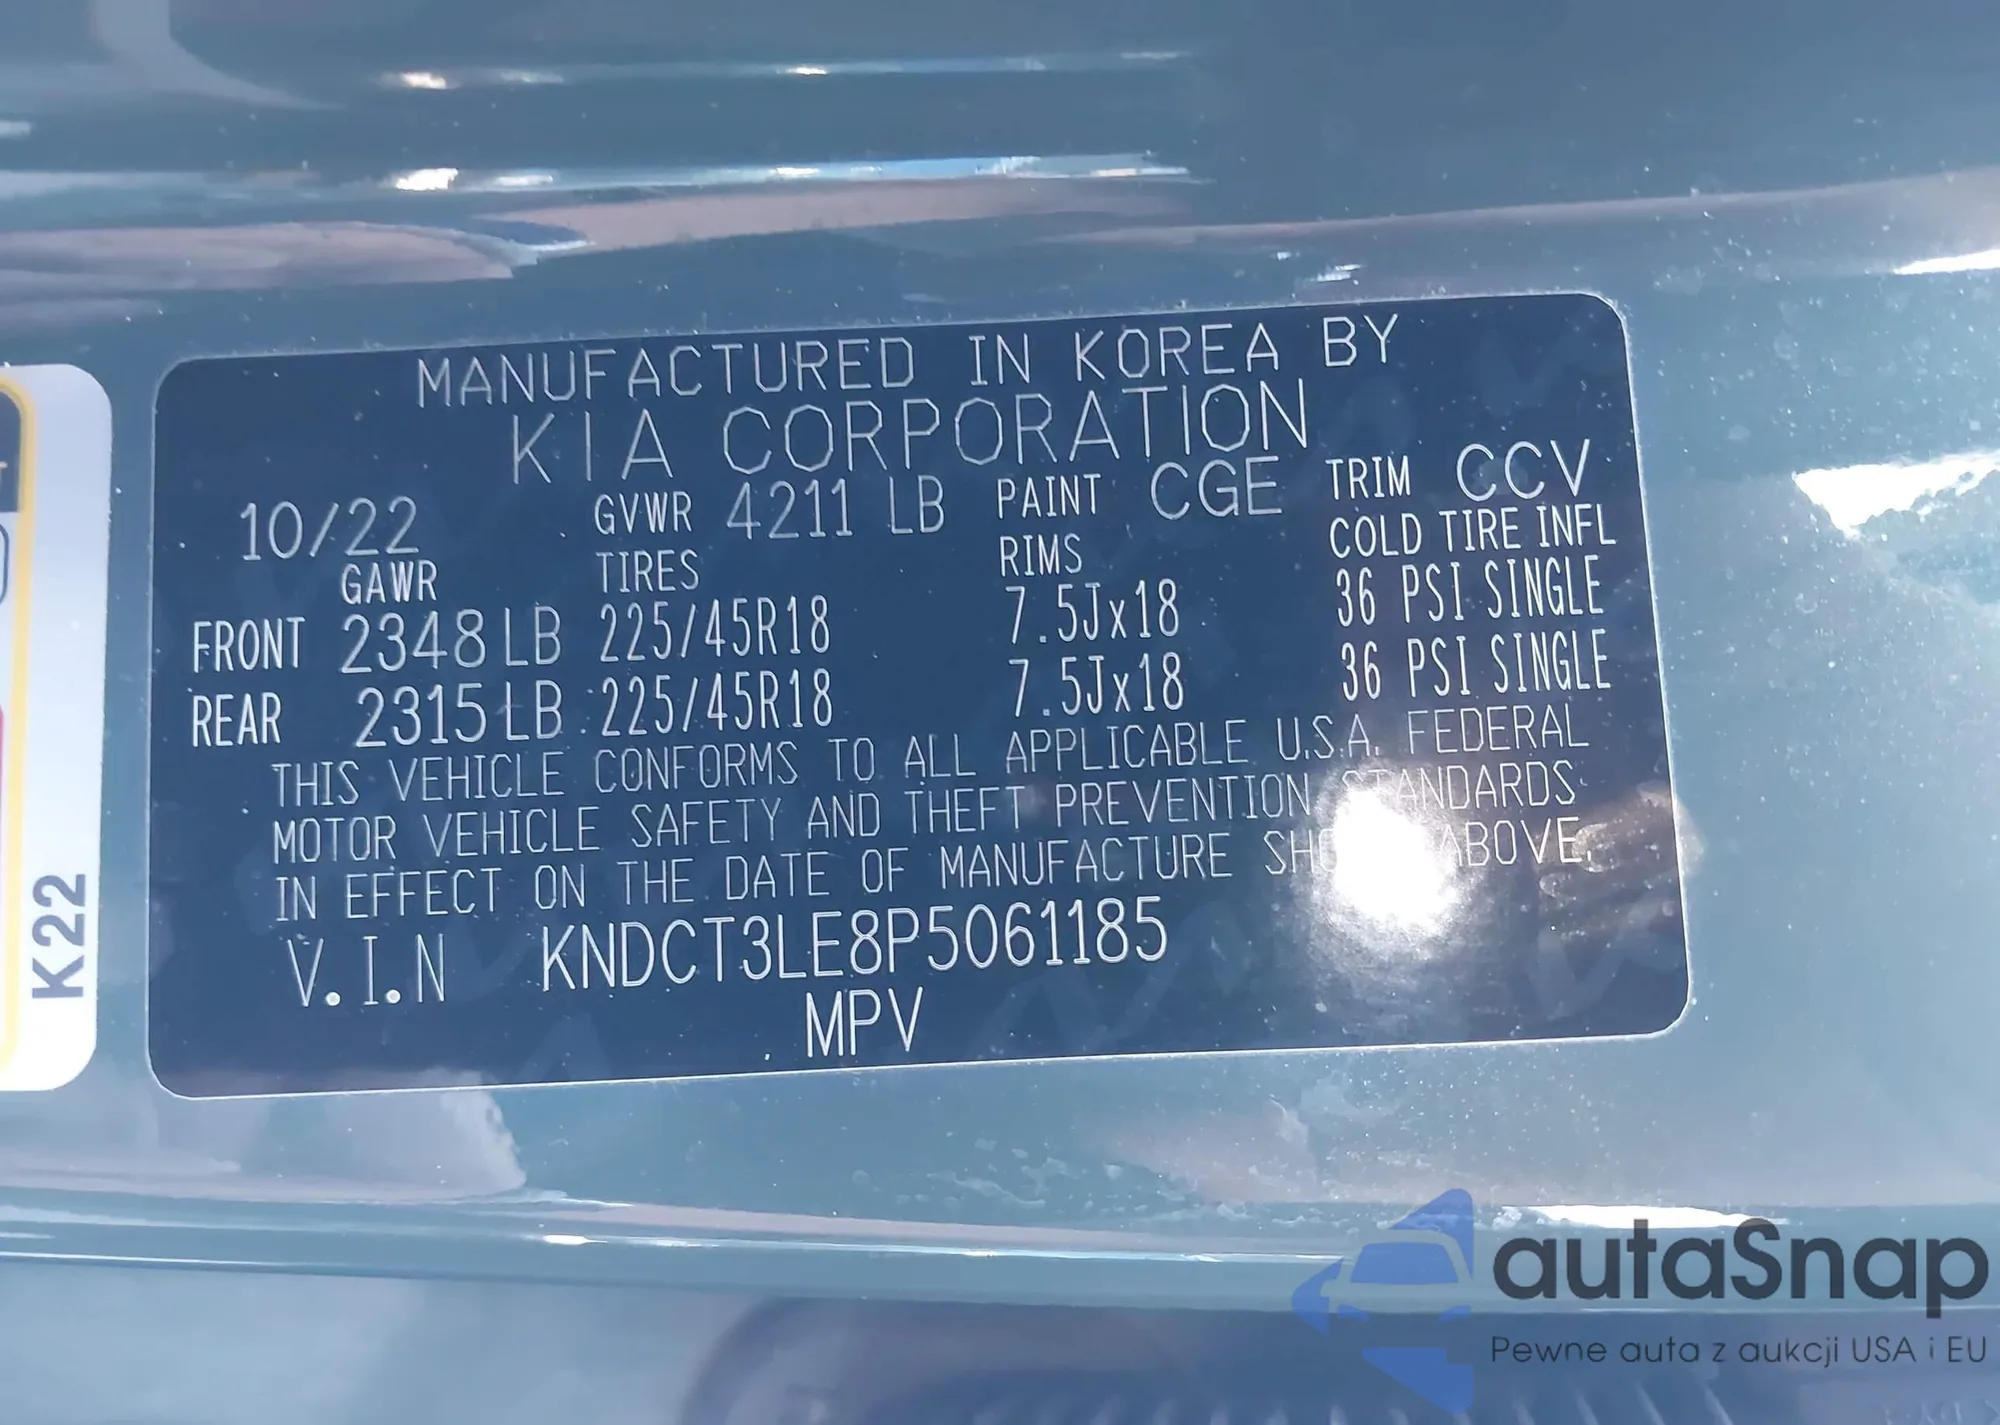 MANUFACTURED IN KOREA BY
KIA CORPORATION
10/22 GVWR 4211 LB PAINT CGE TRIM CCV
GAWR TIRES RIMS COLD TIRE INFL
FRONT 2348 LB 225/45R18 7.5Jx18 36 PSI SINGLE
REAR 2315 LB 225/45R18 7.5Jx18 36 PSI SINGLE
THIS VEHICLE CONFORMS TO ALL APPLICABLE U.S.A. FEDERAL
MOTOR VEHICLE SAFETY AND THEFT PREVENTION STANDARDS
IN EFFECT ON THE DATE OF MANUFACTURE ABOVE.
V.I.N KNDCT3LE8P5061185
MPV
K22
autaSnap
Pewne auta z aukcji USA i EU